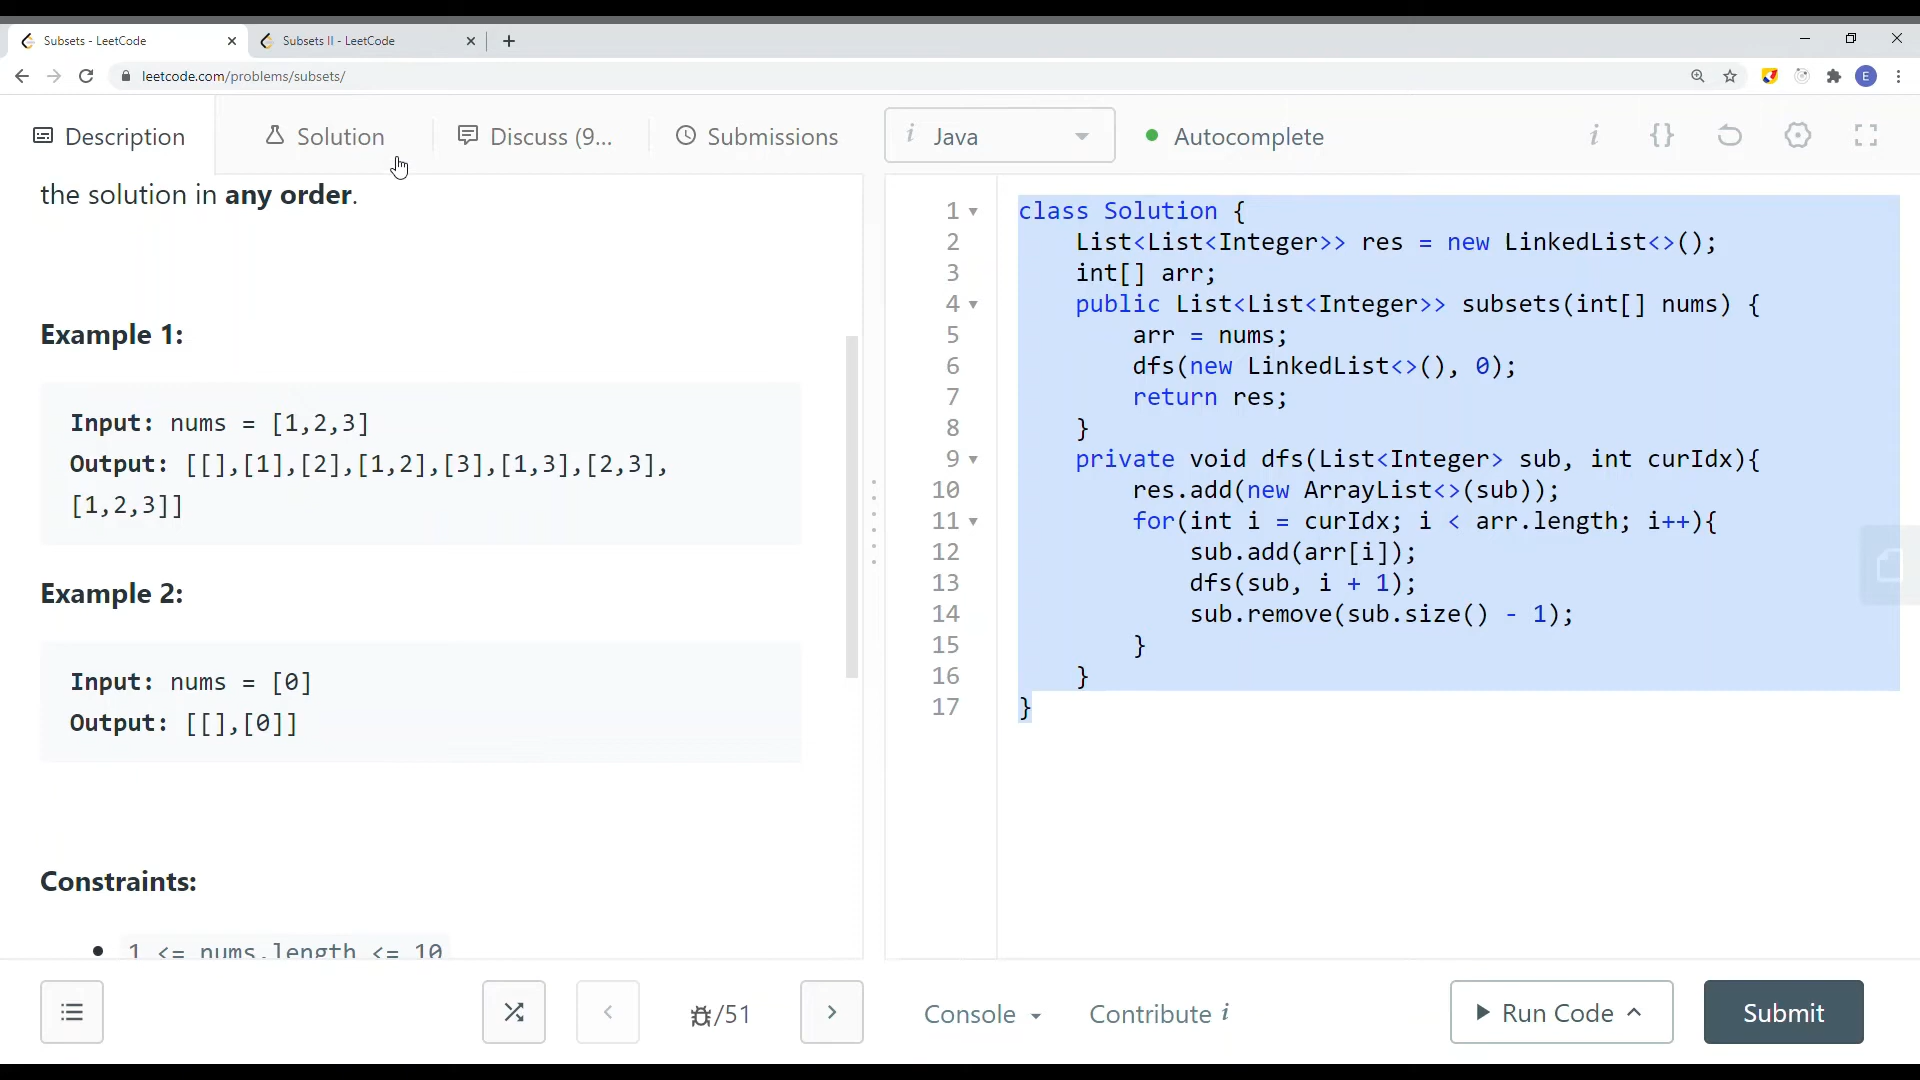 Subsets - LeetCode
Subsets II - LeetCode
leetcode.com/problems/subsets/
E
Description
Solution
Discuss (9...
Submissions
i Java
Autocomplete
i {}
the solution in any order.
Example 1:
Input: nums = [1,2,3]
Output: [[],[1],[2],[1,2],[3],[1,3],[2,3],
[1,2,3]]
Example 2:
Input: nums = [0]
Output: [[],[0]]
Constraints:
1 <= nums.length <= 10
1 class Solution {
2 List<List<Integer>> res = new LinkedList<>();
3 int[] arr;
4 public List<List<Integer>> subsets(int[] nums) {
5 arr = nums;
6 dfs(new LinkedList<>(), 0);
7 return res;
8 }
9 private void dfs(List<Integer> sub, int curIdx){
10 res.add(new ArrayList<>(sub));
11 for(int i = curIdx; i < arr.length; i++){
12 sub.add(arr[i]);
13 dfs(sub, i + 1);
14 sub.remove(sub.size() - 1);
15 }
16 }
17 }
/51
Console
Contribute i
Run Code
Submit